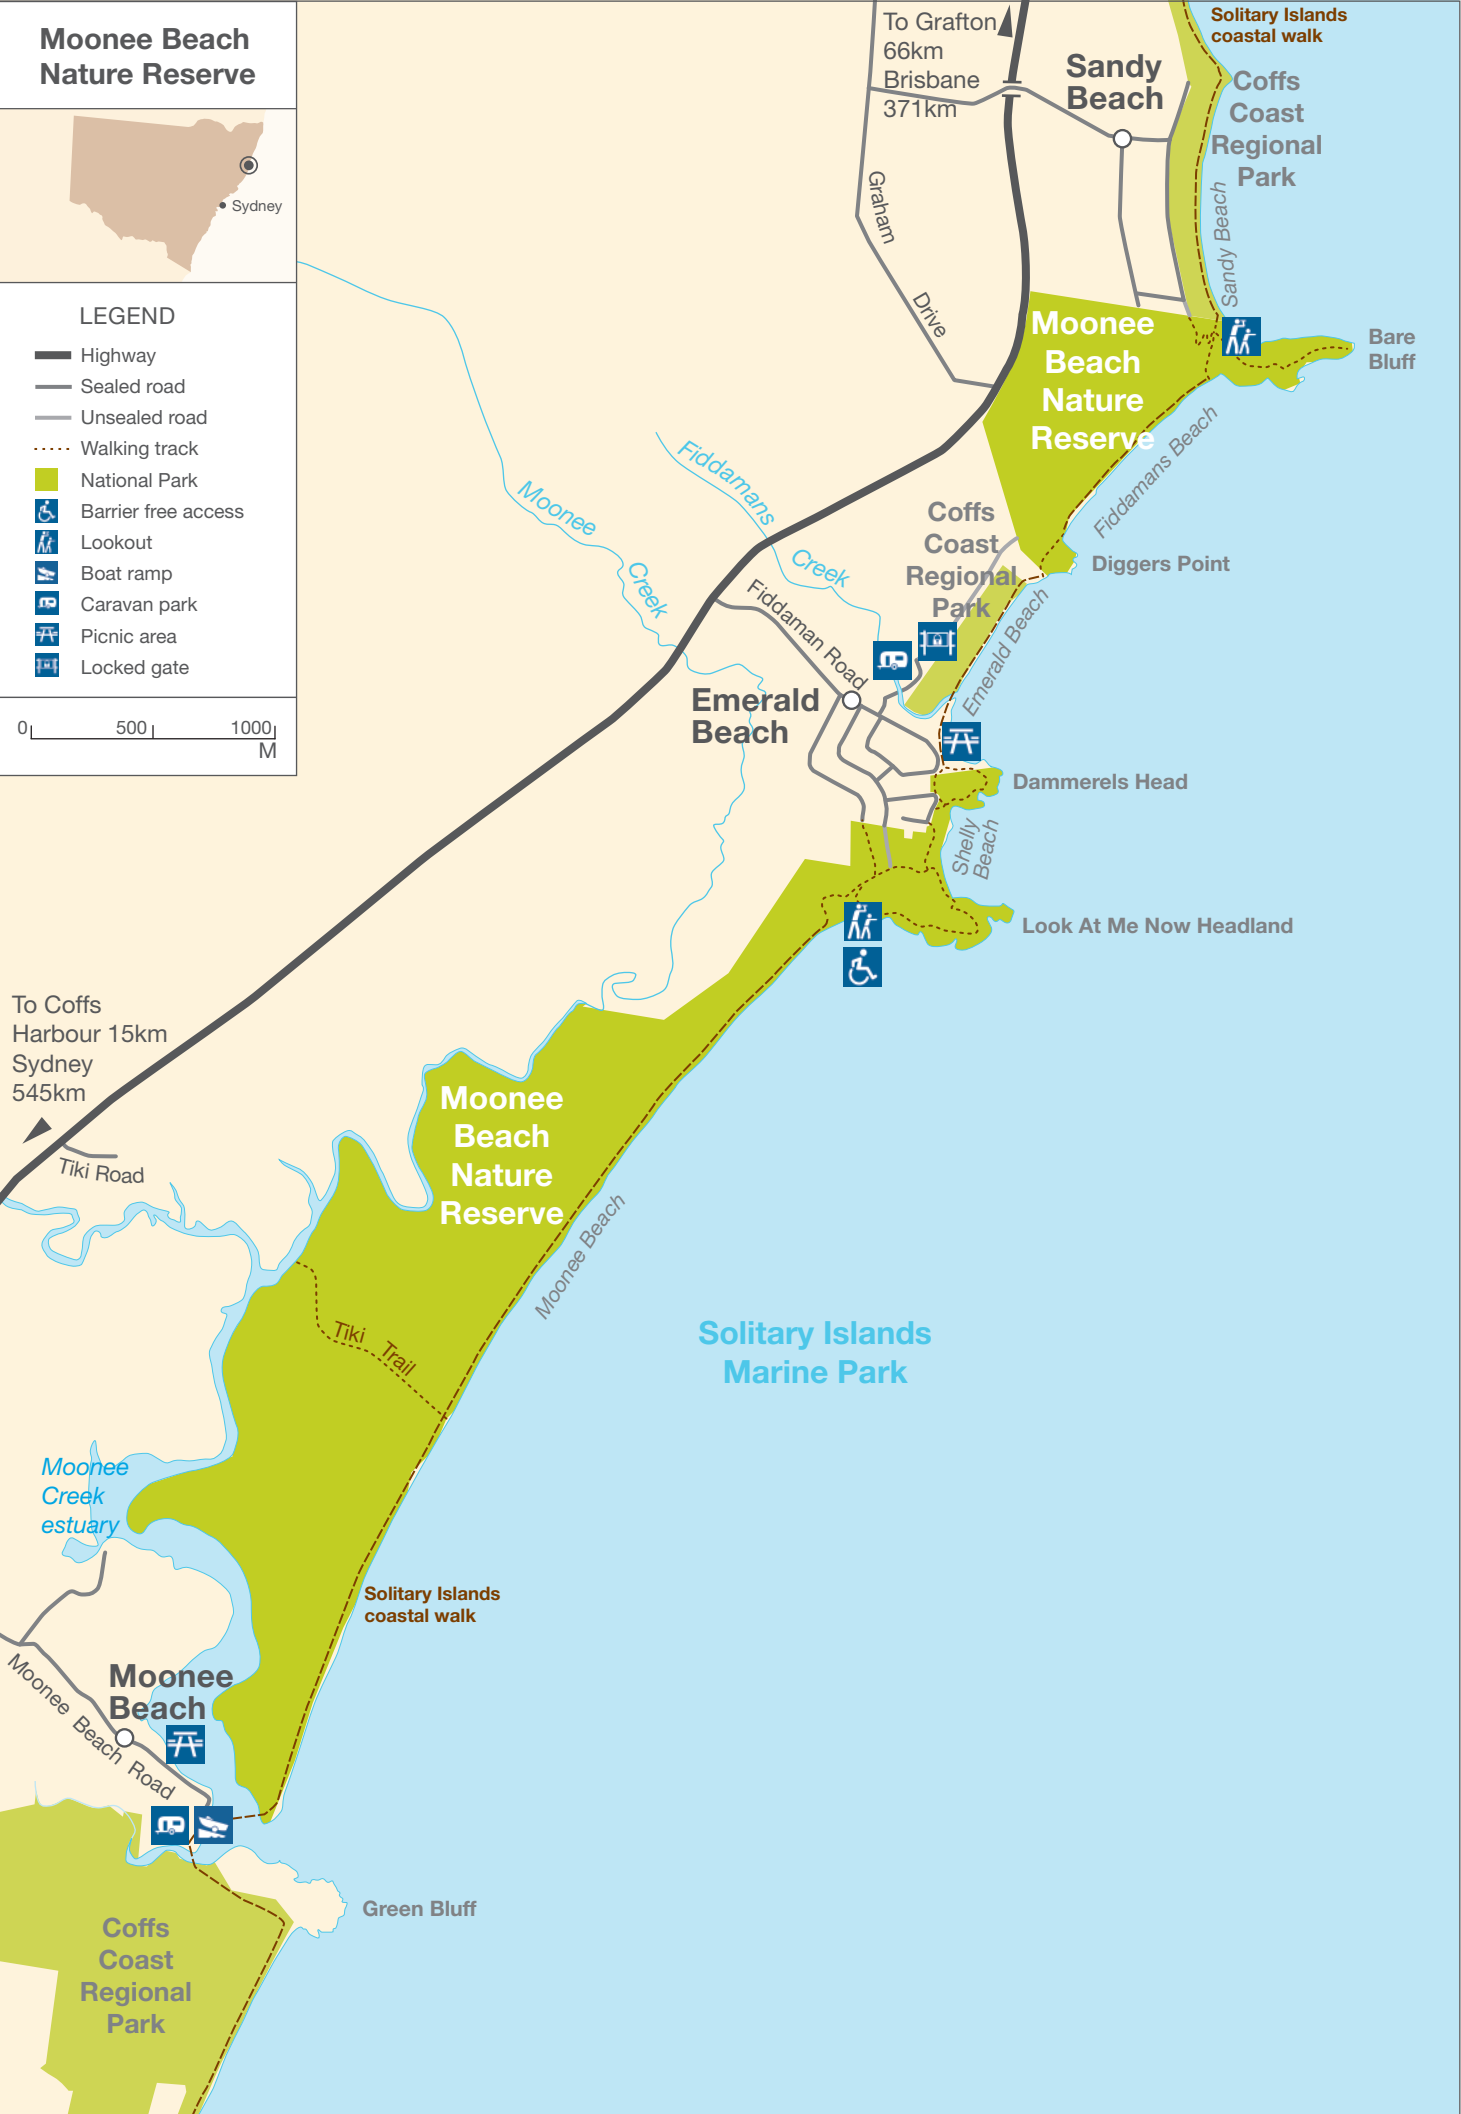 Moonee Beach
Nature Reserve
Sydney
LEGEND
Highway
Sealed road
Unsealed road
Walking track
National Park
Barrier free access
Lookout
Boat ramp
Caravan park
Picnic area
Locked gate
0 500 1000
M
To Grafton
66km
Brisbane
371km
Sandy
Beach
Solitary Islands
coastal walk
Coffs
Coast
Regional
Park
Graham
Drive
Sandy Beach
Moonee
Beach
Nature
Reserve
Bare
Bluff
Fiddamans Beach
Moonee
Creek
Fiddamans
Creek
Coffs
Coast
Regional
Park
Diggers Point
Fiddaman Road
Emerald Beach
Emerald
Beach
Dammerels Head
Shelly
Beach
Look At Me Now Headland
To Coffs
Harbour 15km
Sydney
545km
Tiki Road
Moonee
Beach
Nature
Reserve
Moonee Beach
Tiki Trail
Solitary Islands
Marine Park
Moonee
Creek
estuary
Solitary Islands
coastal walk
Moonee
Beach
Moonee Beach Road
Green Bluff
Coffs
Coast
Regional
Park